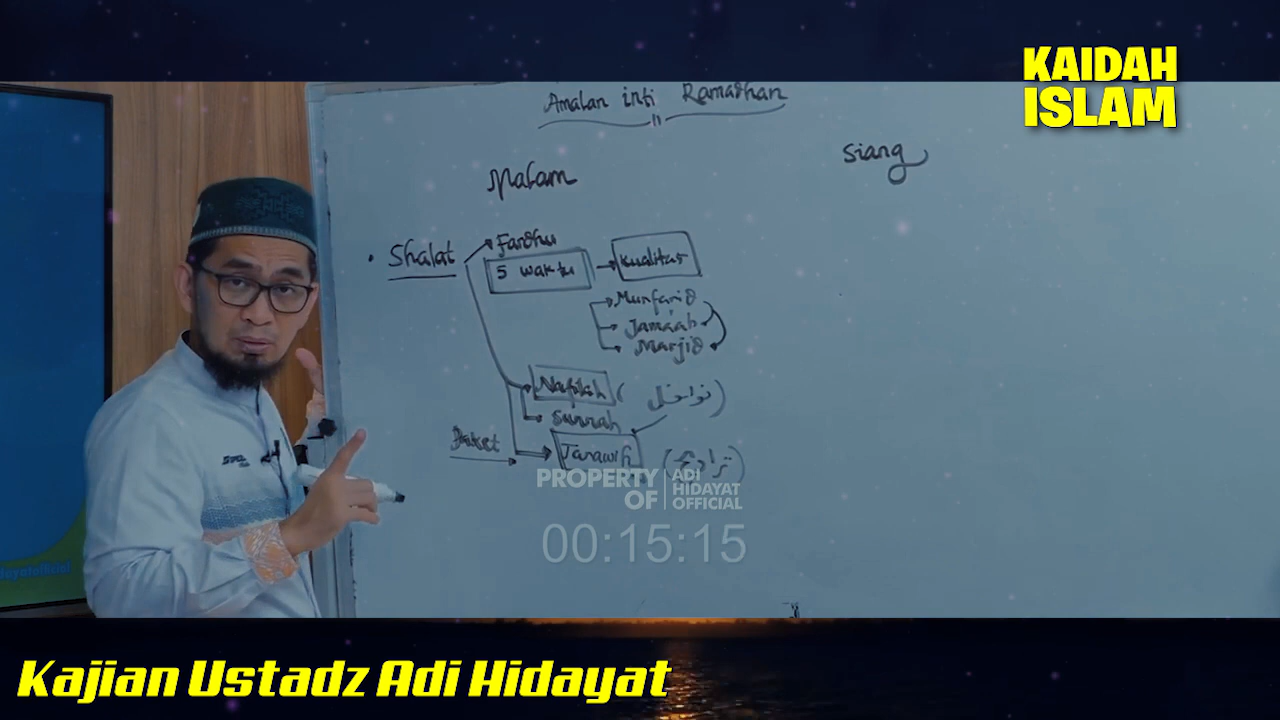 KAIDAH
ISLAM
Amalan inti Ramadhan
Malam
Siang
Shalat
Fardhu
5 waktu
Kualitas
Munfarid
Jamaah
Masjid
Nafilah (نوافل)
Sunnah
Paket
Tarawih (تراويح)
PROPERTY OF
ADI HIDAYAT OFFICIAL
00:15:15
Kajian Ustadz Adi Hidayat